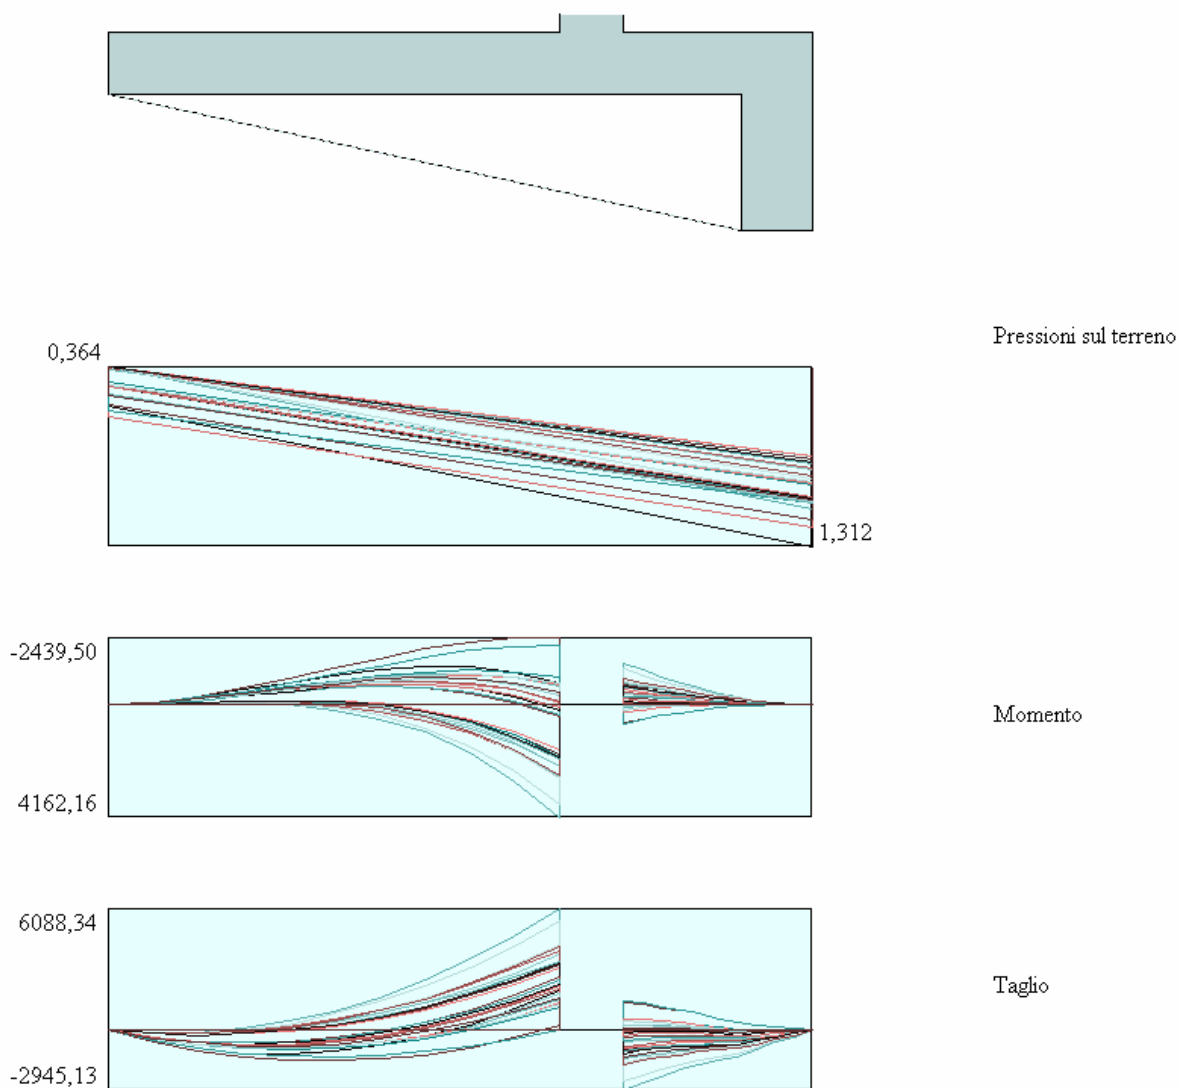 Pressioni sul terreno
0,364
1,312
-2439,50
Momento
4162,16
6088,34
Taglio
-2945,13